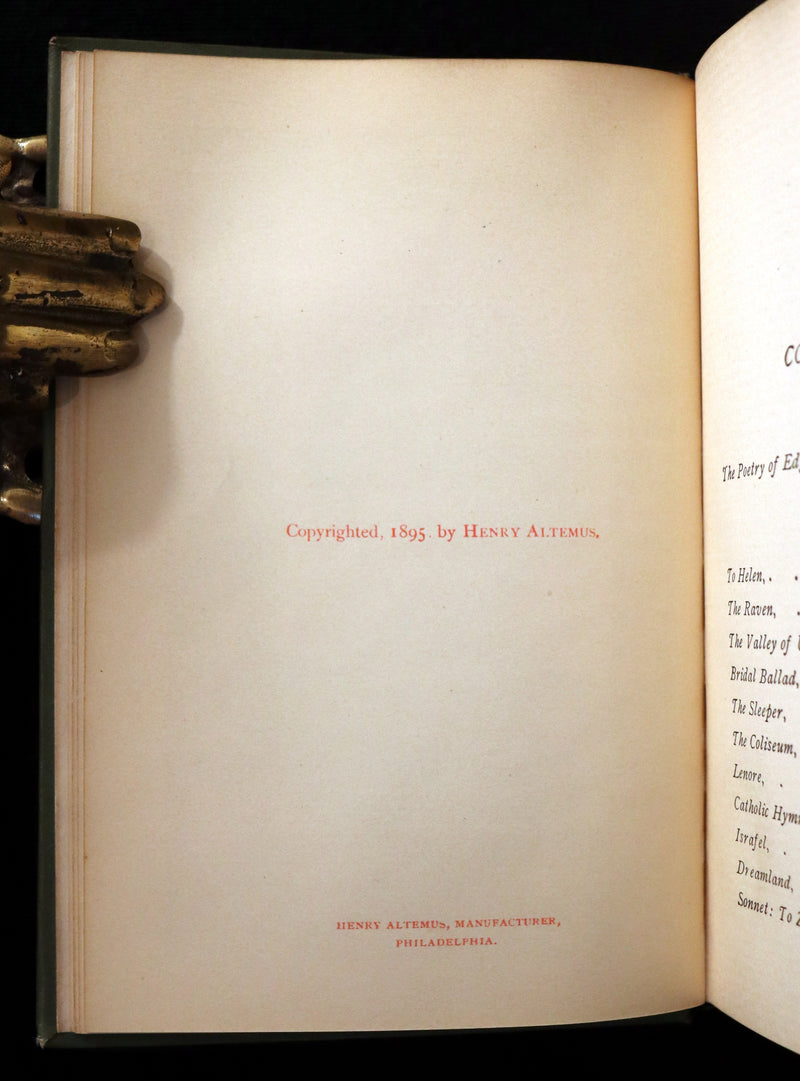 Copyrighted, 1895. by HENRY ALTEMUS.
HENRY ALTEMUS, MANUFACTURER,
PHILADELPHIA.
The Poetry of
To Helen, . .
The Raven, .
The Valley of
Bridal Ballad,
The Sleeper,
The Coliseum,
Lenore, .
Catholic
Israfel, .
Dreamland,
Sonnet: To